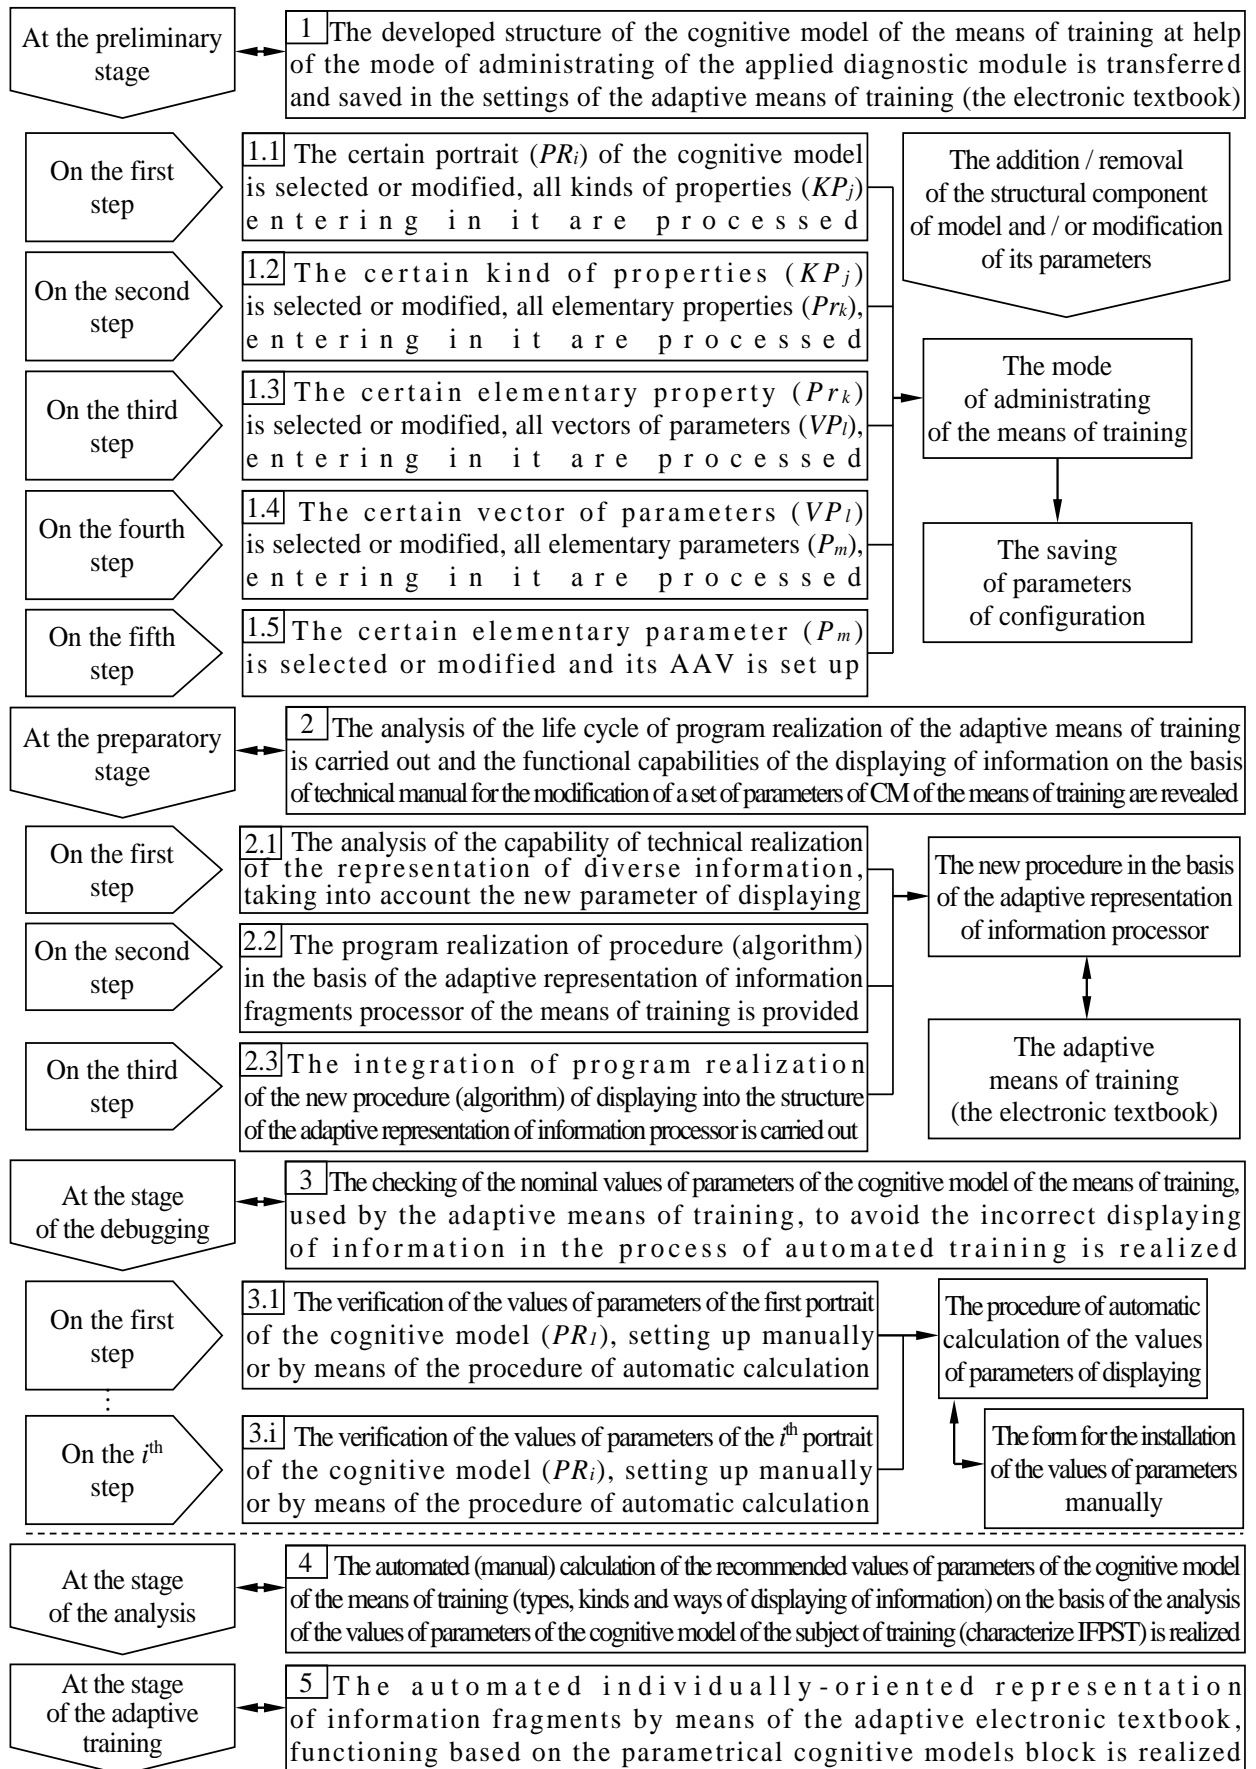 At the preliminary
stage
1 The developed structure of the cognitive model of the means of training at help
of the mode of administrating of the applied diagnostic module is transferred
and saved in the settings of the adaptive means of training (the electronic textbook)
On the first
step
1.1 The certain portrait (PRi) of the cognitive model
is selected or modified, all kinds of properties (KPj)
entering in it are processed
The addition / removal
of the structural component
of model and / or modification
of its parameters
On the second
step
1.2 The certain kind of properties (KPj)
is selected or modified, all elementary properties (Prk),
entering in it are processed
On the third
step
1.3 The certain elementary property (Prk)
is selected or modified, all vectors of parameters (VPl),
entering in it are processed
The mode
of administrating
of the means of training
On the fourth
step
1.4 The certain vector of parameters (VPl)
is selected or modified, all elementary parameters (Pm),
entering in it are processed
The saving
of parameters
of configuration
On the fifth
step
1.5 The certain elementary parameter (Pm)
is selected or modified and its AAV is set up
At the preparatory
stage
2 The analysis of the life cycle of program realization of the adaptive means of training
is carried out and the functional capabilities of the displaying of information on the basis
of technical manual for the modification of a set of parameters of CM of the means of training are revealed
On the first
step
2.1 The analysis of the capability of technical realization
of the representation of diverse information,
taking into account the new parameter of displaying
The new procedure in the basis
of the adaptive representation
of information processor
On the second
step
2.2 The program realization of procedure (algorithm)
in the basis of the adaptive representation of information
fragments processor of the means of training is provided
On the third
step
2.3 The integration of program realization
of the new procedure (algorithm) of displaying into the structure
of the adaptive representation of information processor is carried out
The adaptive
means of training
(the electronic textbook)
At the stage
of the debugging
3 The checking of the nominal values of parameters of the cognitive model of the means of training,
used by the adaptive means of training, to avoid the incorrect displaying
of information in the process of automated training is realized
On the first
step
3.1 The verification of the values of parameters of the first portrait
of the cognitive model (PR1), setting up manually
or by means of the procedure of automatic calculation
The procedure of automatic
calculation of the values
of parameters of displaying
On the ith
step
3.i The verification of the values of parameters of the ith portrait
of the cognitive model (PRi), setting up manually
or by means of the procedure of automatic calculation
The form for the installation
of the values of parameters
manually
At the stage
of the analysis
4 The automated (manual) calculation of the recommended values of parameters of the cognitive model
of the means of training (types, kinds and ways of displaying of information) on the basis of the analysis
of the values of parameters of the cognitive model of the subject of training (characterize IFPST) is realized
At the stage
of the adaptive
training
5 The automated individually-oriented representation
of information fragments by means of the adaptive electronic textbook,
functioning based on the parametrical cognitive models block is realized